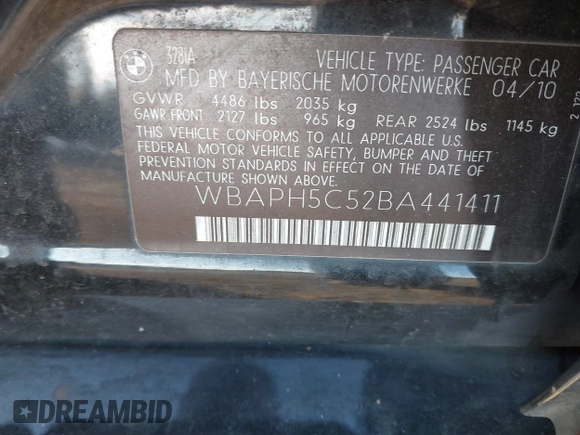 328IA
VEHICLE TYPE: PASSENGER CAR
MFD BY BAYERISCHE MOTORENWERKE 04/10
GVWR 4486 lbs 2035 kg
GAWR FRONT 2127 lbs 965 kg REAR 2524 lbs 1145 kg
THIS VEHICLE CONFORMS TO ALL APPLICABLE U.S.
FEDERAL MOTOR VEHICLE SAFETY, BUMPER AND THEFT
PREVENTION STANDARDS IN EFFECT ON THE DATE OF
MANUFACTURE SHOWN ABOVE.
WBAPH5C52BA441411
DREAMBID